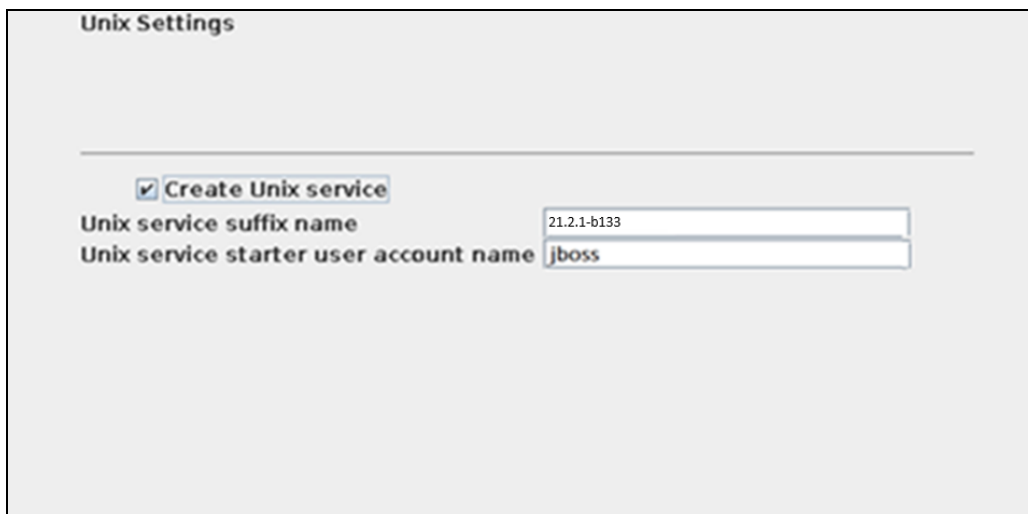 Unix Settings
Create Unix service
Unix service suffix name 21.2.1-b133
Unix service starter user account name jboss